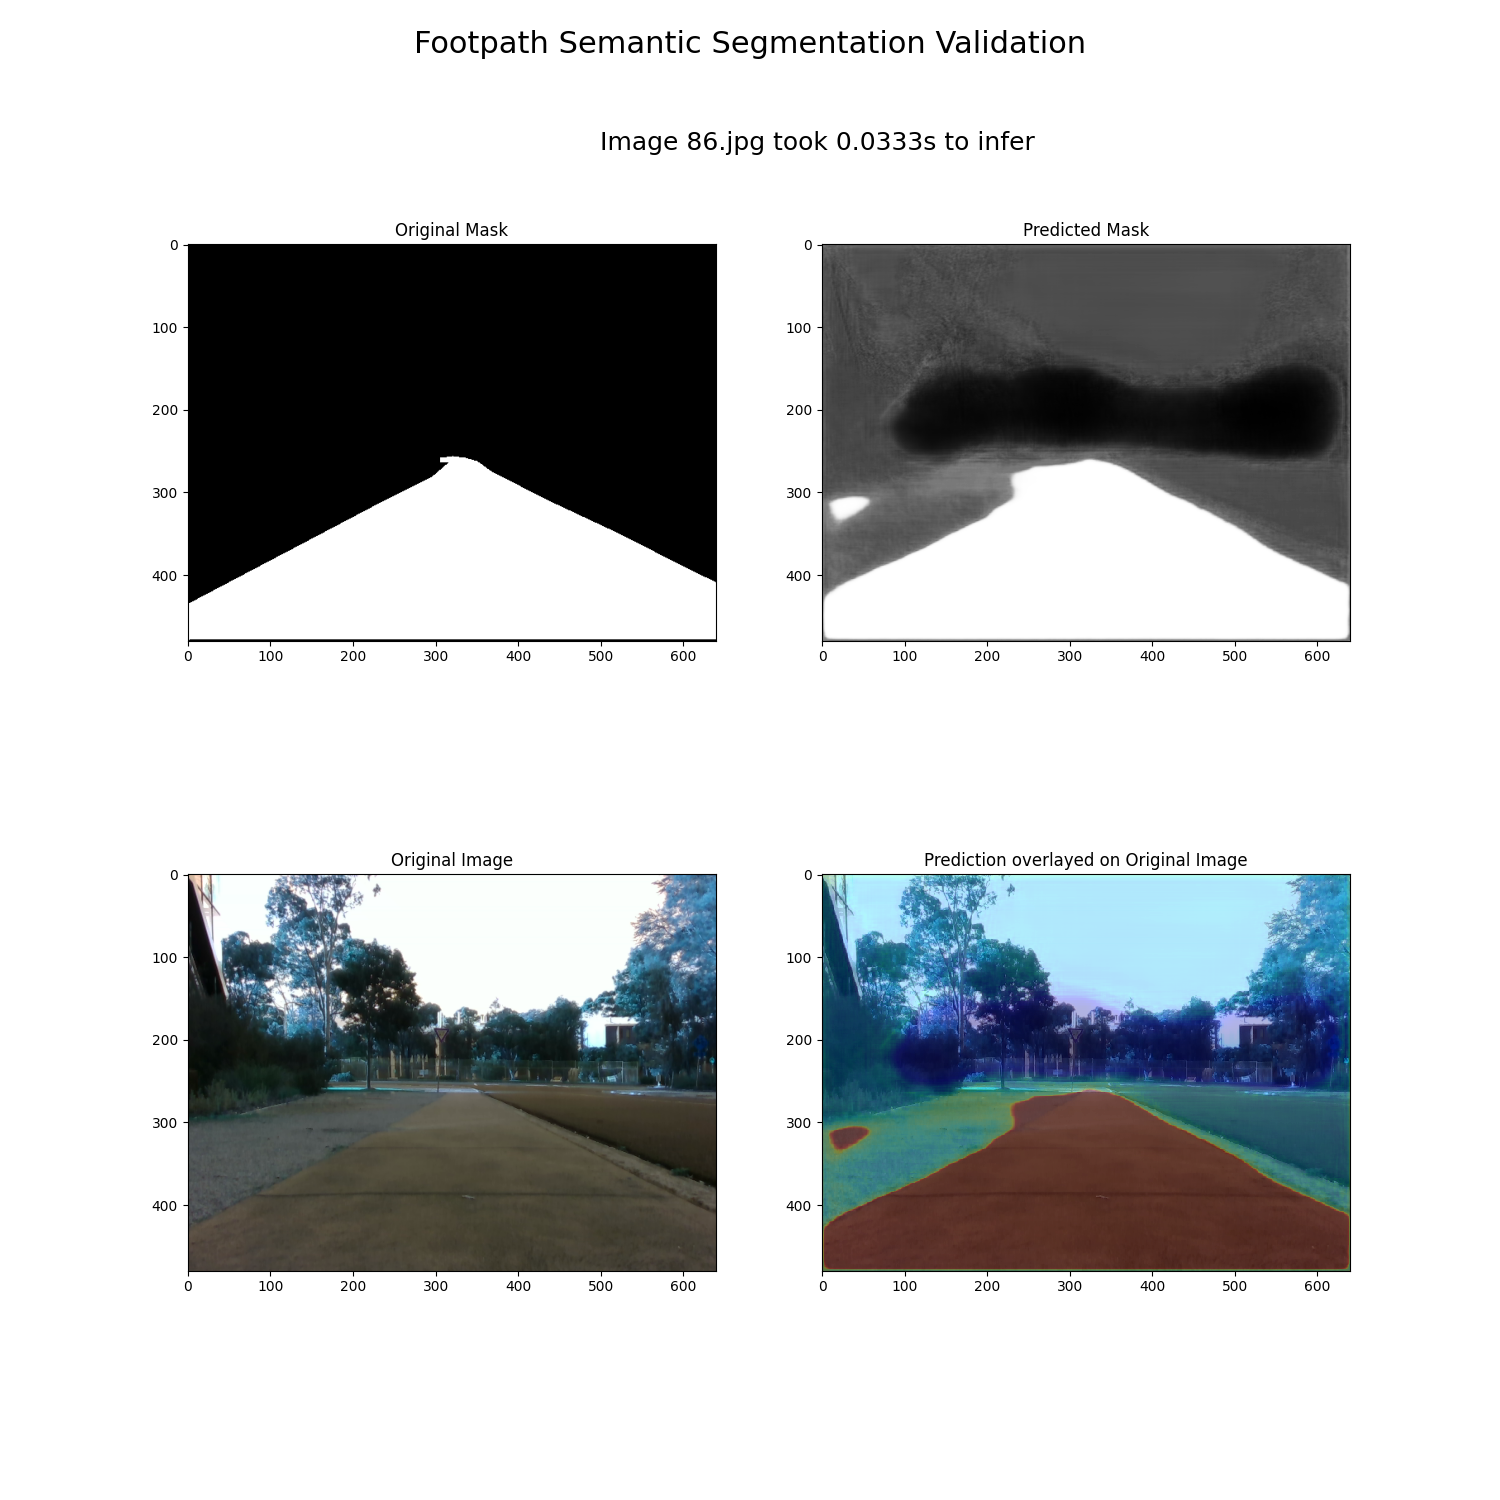 Footpath Semantic Segmentation Validation
Image 86.jpg took 0.0333s to infer
Original Mask
0
100
200
300
400
0 100 200 300 400 500 600
Predicted Mask
0
100
200
300
400
0 100 200 300 400 500 600
Original Image
0
100
200
300
400
0 100 200 300 400 500 600
Prediction overlayed on Original Image
0
100
200
300
400
0 100 200 300 400 500 600